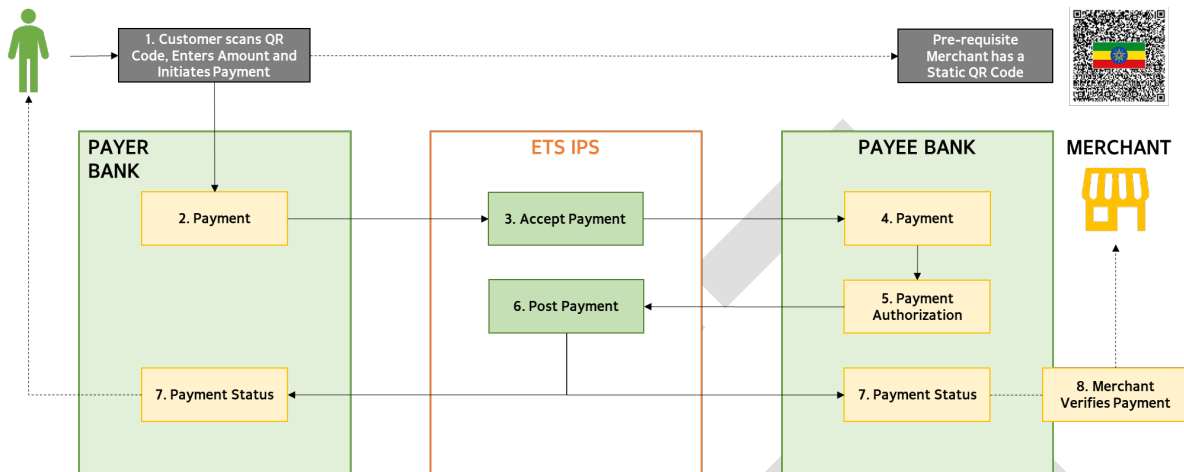 1. Customer scans QR
Code, Enters Amount and
Initiates Payment
Pre-requisite
Merchant has a
Static QR Code
PAYER
BANK
ETS IPS
PAYEE BANK
MERCHANT
2. Payment
3. Accept Payment
4. Payment
6. Post Payment
5. Payment
Authorization
7. Payment Status
7. Payment Status
8. Merchant
Verifies Payment